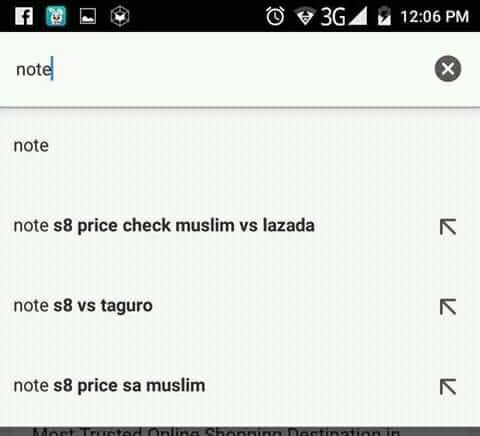 3G 12:06 PM
note
note
note s8 price check muslim vs lazada
note s8 vs taguro
note s8 price sa muslim
Most Trusted Online Shopping Destination in